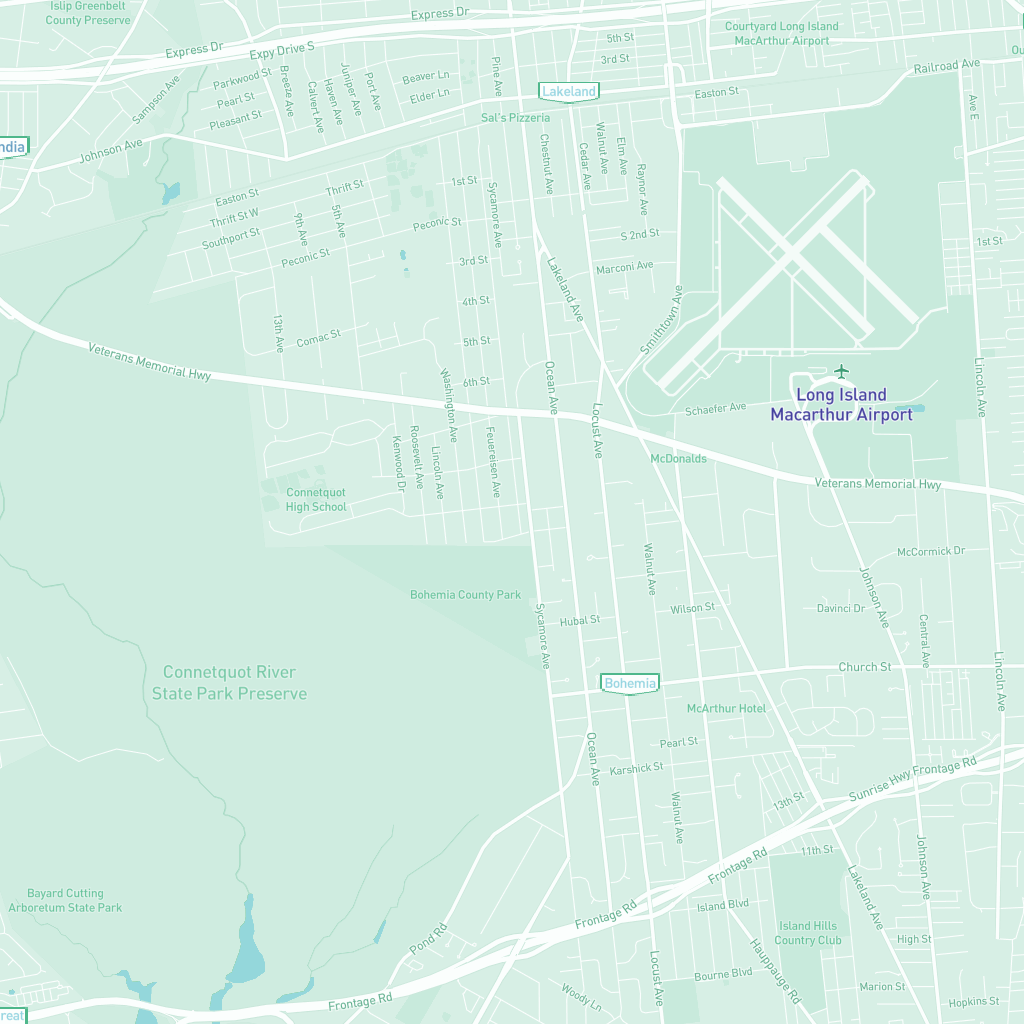 Islip Greenbelt
County Preserve
Express Dr
Courtyard Long Island
MacArthur Airport
Express Dr
Expy Drive S
5th St
3rd St
Railroad Ave
Parkwood St
Beaver Ln
Elder Ln
Pine Ave
Port Ave
Juniper Ave
Haven Ave
Calvert Ave
Breeze Ave
Sampson Ave
Pearl St
Pleasant St
Lakeland
Easton St
Ave E
Sal's Pizzeria
Johnson Ave
Chestnut Ave
Cedar Ave
Walnut Ave
Elm Ave
Raynor Ave
Easton St
Thrift St
1st St
Sycamore Ave
Thrift St W
Southport St
9th Ave
5th Ave
Peconic St
Peconic St
S 2nd St
1st St
3rd St
Marconi Ave
Lakeland Ave
4th St
Smithtown Ave
13th Ave
Comac St
5th St
Veterans Memorial Hwy
6th St
Washington Ave
Ocean Ave
Locust Ave
Schaefer Ave
Long Island
Macarthur Airport
Lincoln Ave
Kenwood Dr
Roosevelt Ave
Lincoln Ave
Feuereisen Ave
McDonalds
Veterans Memorial Hwy
Connetquot
High School
McCormick Dr
Walnut Ave
Johnson Ave
Bohemia County Park
Wilson St
Davinci Dr
Central Ave
Hubal St
Sycamore Ave
Church St
Lincoln Ave
Connetquot River
State Park Preserve
Bohemia
McArthur Hotel
Pearl St
Ocean Ave
Karshick St
Sunrise Hwy Frontage Rd
13th St
Walnut Ave
11th St
Frontage Rd
Johnson Ave
Lakeland Ave
Bayard Cutting
Arboretum State Park
Frontage Rd
Island Blvd
Island Hills
Country Club
High St
Pond Rd
Hauppauge Rd
Bourne Blvd
Locust Ave
Marion St
Woody Ln
Frontage Rd
Hopkins St